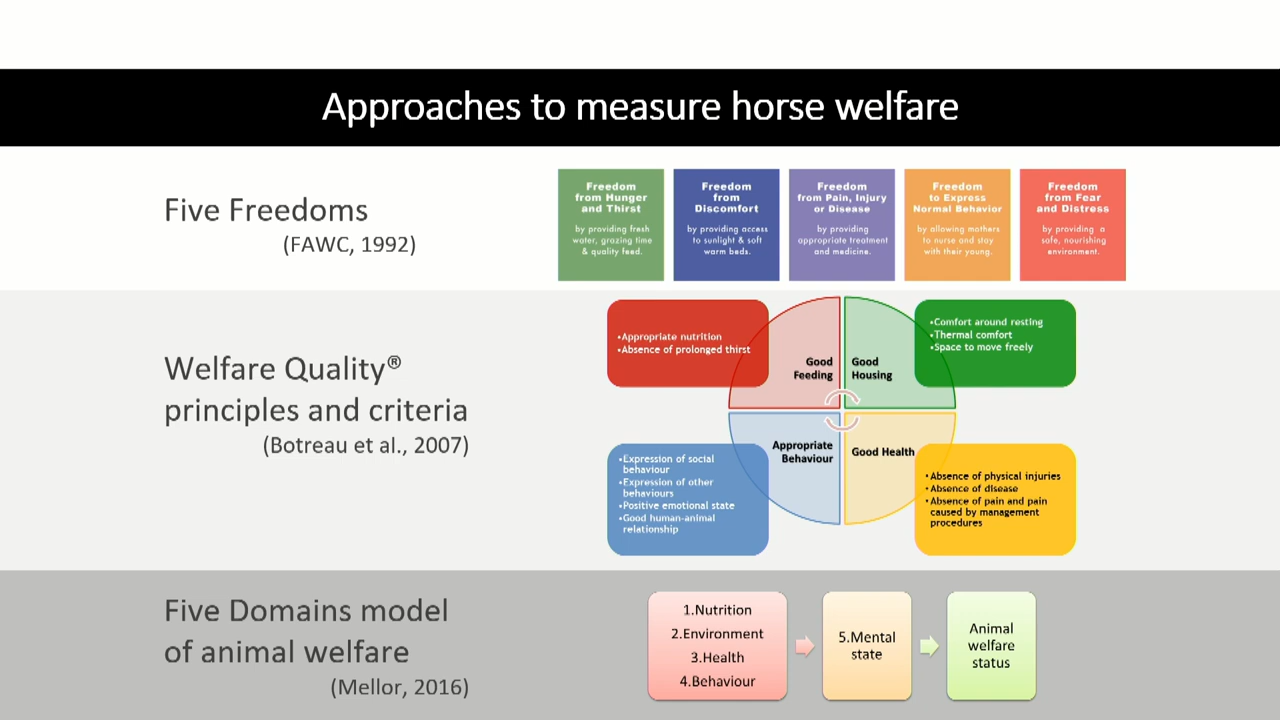 Approaches to measure horse welfare
Five Freedoms
(FAWC, 1992)
Freedom
from Hunger
and Thirst
by providing fresh
water, grazing time
& quality feed.
Freedom
from
Discomfort
by providing access
to sunlight & soft
warm beds.
Freedom
from Pain, Injury
or Disease
by providing
appropriate treatment
and medicine.
Freedom
to Express
Normal Behavior
by allowing mothers
to nurse and stay
with their young.
Freedom
from Fear
and Distress
by providing a
safe, nourishing
environment.
Welfare Quality®
principles and criteria
(Botreau et al., 2007)
•Appropriate nutrition
•Absence of prolonged thirst
Good
Feeding
Good
Housing
•Comfort around resting
•Thermal comfort
•Space to move freely
•Expression of social
behaviour
•Expression of other
behaviours
•Positive emotional state
•Good human-animal
relationship
Appropriate
Behaviour
Good Health
•Absence of physical injuries
•Absence of disease
•Absence of pain and pain
caused by management
procedures
Five Domains model
of animal welfare
(Mellor, 2016)
1.Nutrition
2.Environment
3.Health
4.Behaviour
5.Mental
state
Animal
welfare
status